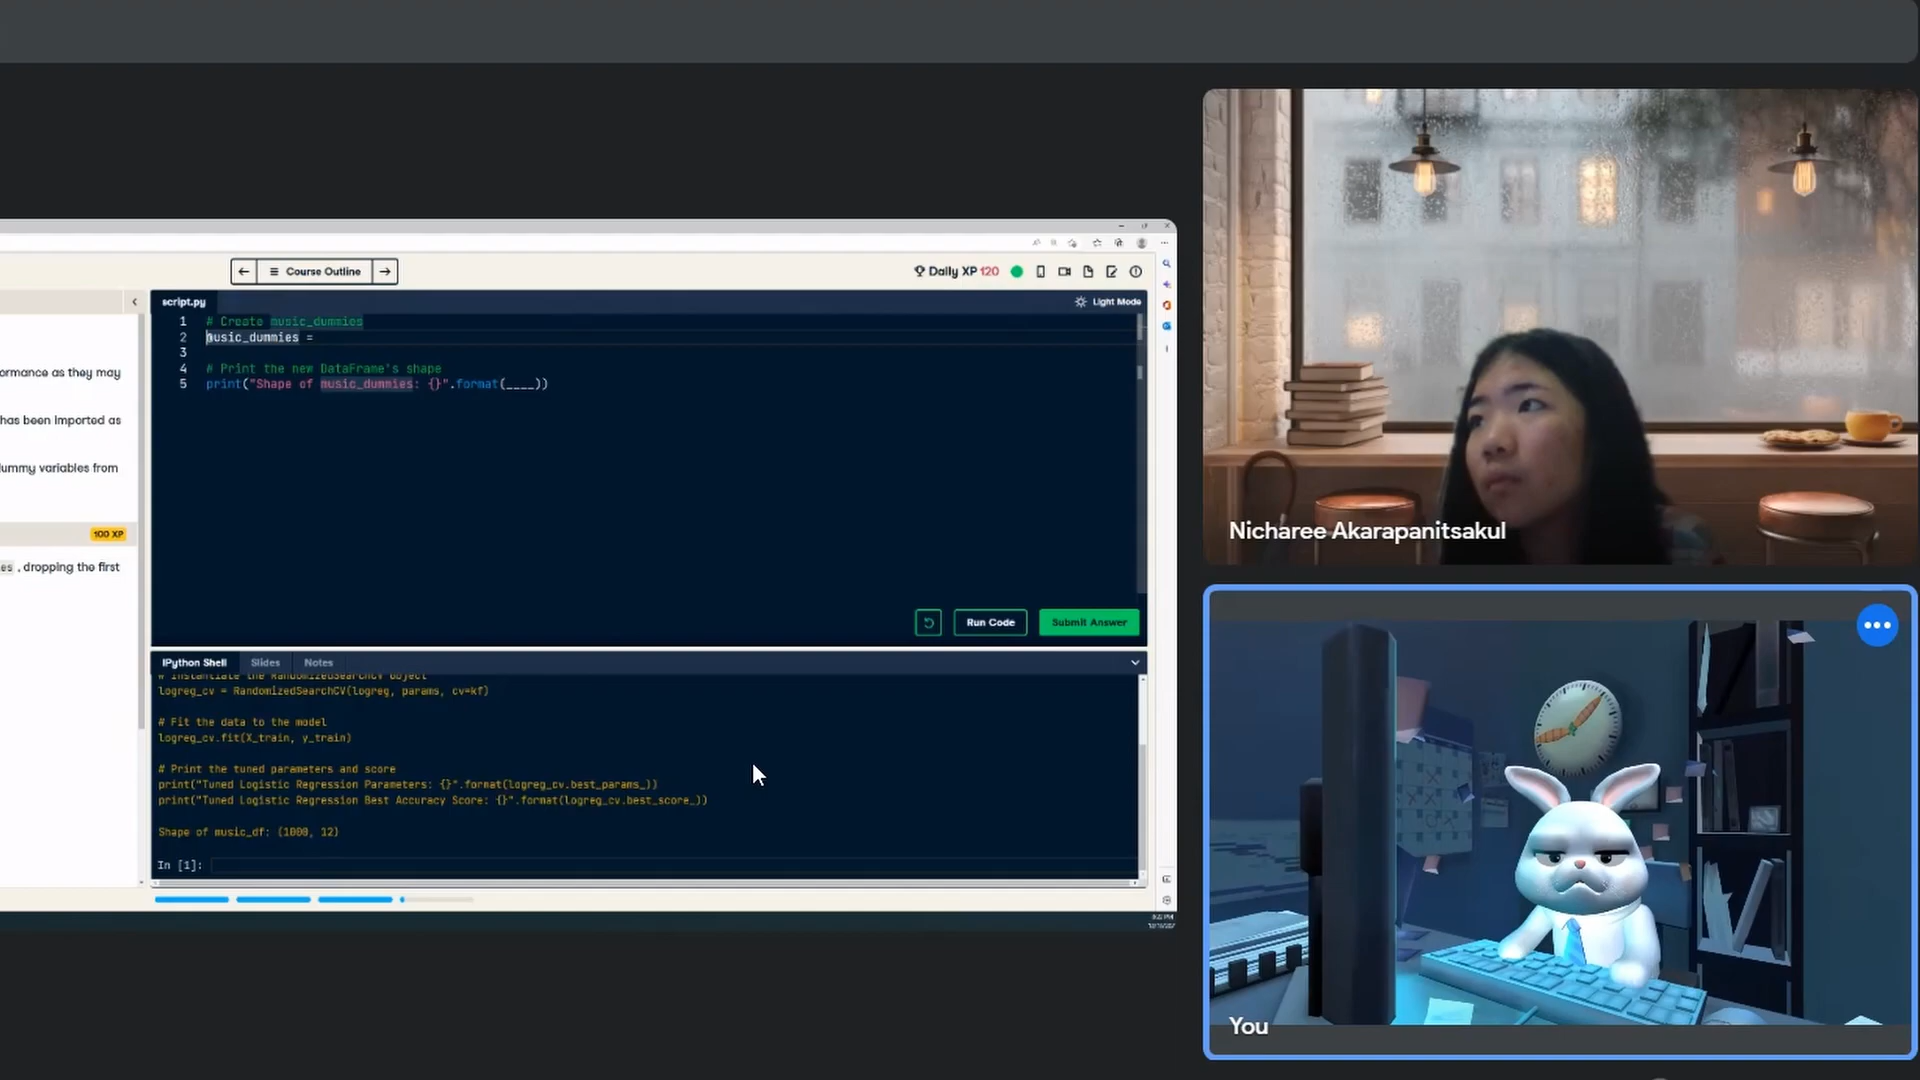 Course Outline
Daily XP 120
script.py
Light Mode
1 # Create music_dummies
2 music_dummies =
3
4 # Print the new DataFrame's shape
5 print("Shape of music_dummies: {}".format(____))
ormance as they may
has been imported as
ummy variables from
100 XP
es , dropping the first
Run Code
Submit Answer
IPython Shell
Slides
Notes
# Instantiate the RandomizedSearchCV object
logreg_cv = RandomizedSearchCV(logreg, params, cv=kf)
# Fit the data to the model
logreg_cv.fit(X_train, y_train)
# Print the tuned parameters and score
print("Tuned Logistic Regression Parameters: {}".format(logreg_cv.best_params_))
print("Tuned Logistic Regression Best Accuracy Score: {}".format(logreg_cv.best_score_))
Shape of music_df: (1000, 12)
In [1]:
Nicharee Akarapanitsakul
You